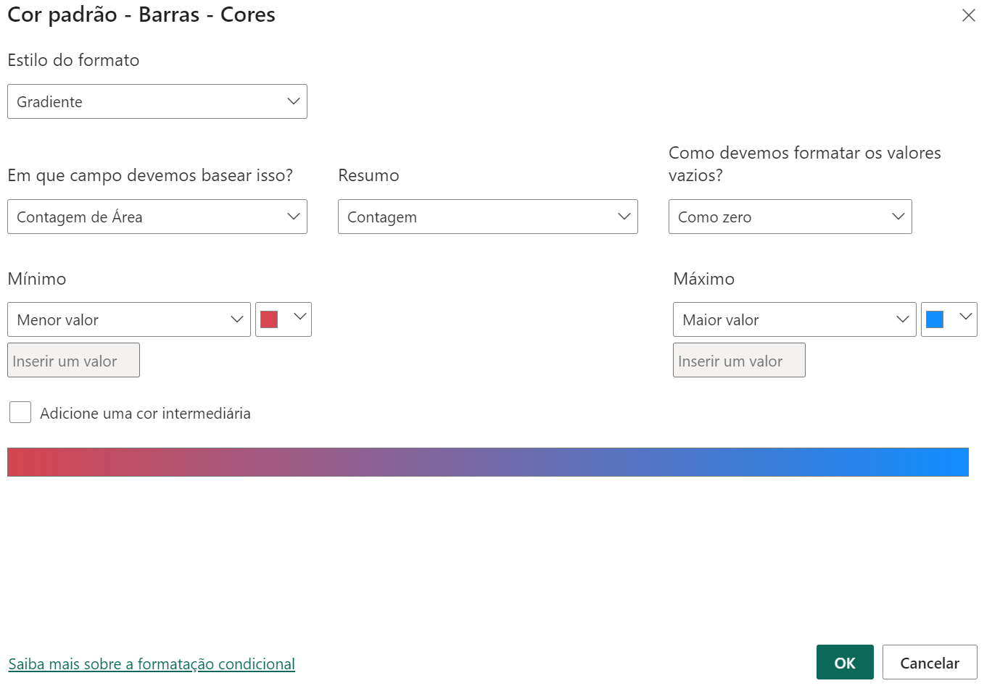 Cor padrão - Barras - Cores
Estilo do formato
Gradiente
Em que campo devemos basear isso?
Contagem de Área
Resumo
Contagem
Como devemos formatar os valores
vazios?
Como zero
Mínimo
Menor valor
Inserir um valor
Máximo
Maior valor
Inserir um valor
Adicione uma cor intermediária
Saiba mais sobre a formatação condicional
OK
Cancelar